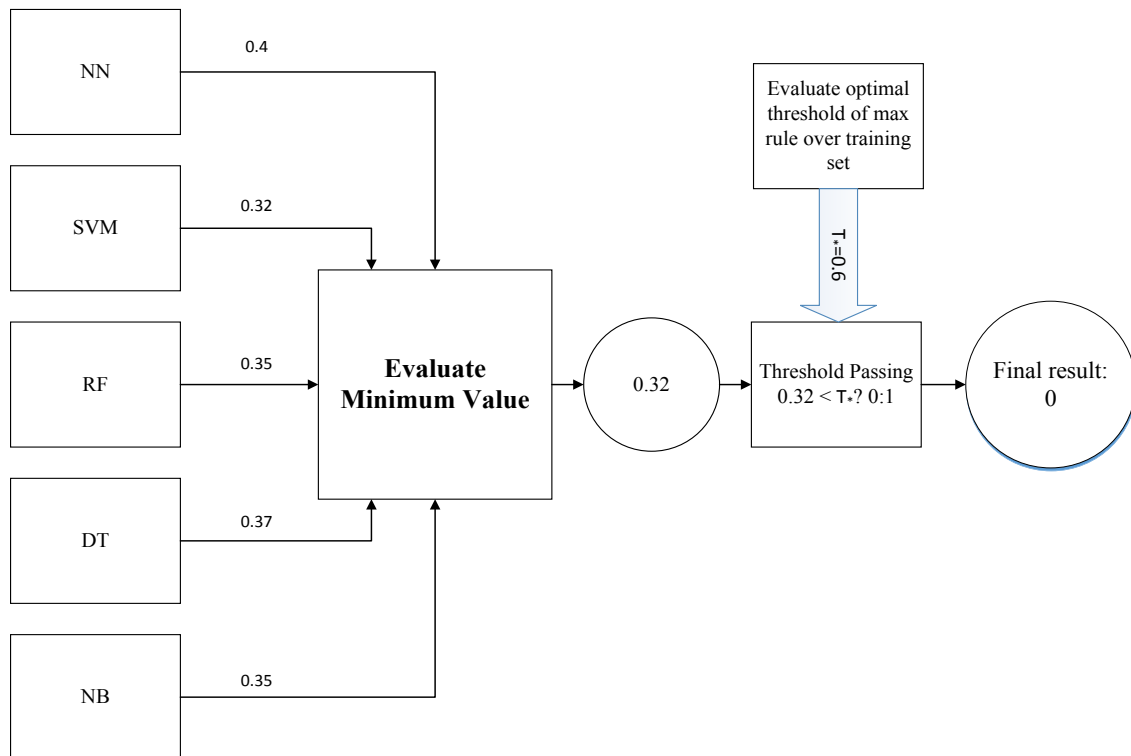 NN
0.4
SVM
0.32
RF
0.35
DT
0.37
NB
0.35
Evaluate
Minimum Value
0.32
Evaluate optimal
threshold of max
rule over training
set
T*=0.6
Threshold Passing
0.32 < T*? 0:1
Final result:
0